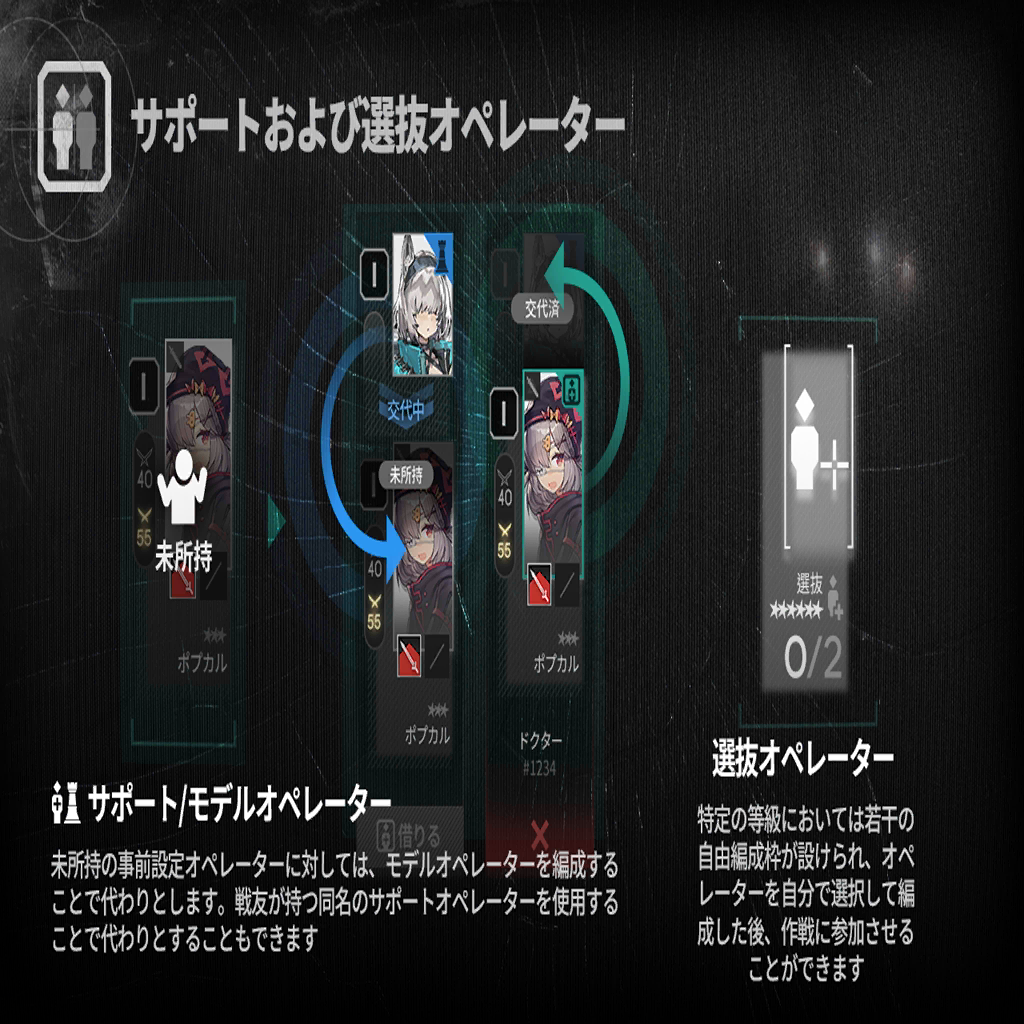 サポートおよび選抜オペレーター
交代済
交代中
未所持
40
55
未所持
40
55
40
55
選抜
★★★★★★
0/2
★★★
ポプカル
★★★
ポプカル
★★★
ポプカル
ドクター
#1234
借りる
サポート/モデルオペレーター
未所持の事前設定オペレーターに対しては、モデルオペレーターを編成する
ことで代わりとします。戦友が持つ同名のサポートオペレーターを使用する
ことで代わりとすることもできます
選抜オペレーター
特定の等級においては若干の
自由編成枠が設けられ、オペ
レーターを自分で選択して編
成した後、作戦に参加させる
ことができます